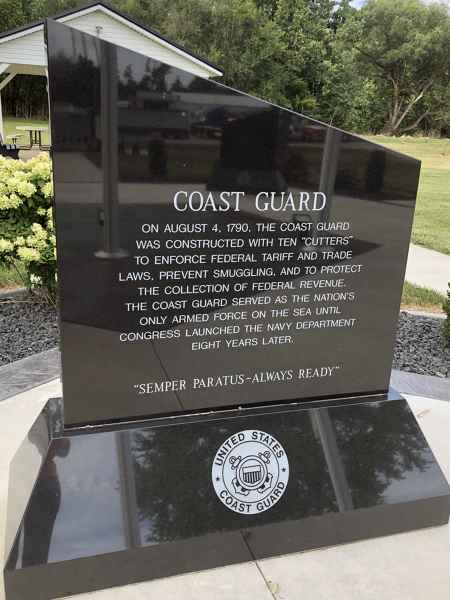 COAST GUARD
ON AUGUST 4, 1790, THE COAST GUARD
WAS CONSTRUCTED WITH TEN "CUTTERS"
TO ENFORCE FEDERAL TARIFF AND TRADE
LAWS, PREVENT SMUGGLING, AND TO PROTECT
THE COLLECTION OF FEDERAL REVENUE.
THE COAST GUARD SERVED AS THE NATION'S
ONLY ARMED FORCE ON THE SEA UNTIL
CONGRESS LAUNCHED THE NAVY DEPARTMENT
EIGHT YEARS LATER.
"SEMPER PARATUS-ALWAYS READY"
UNITED STATES
COAST GUARD